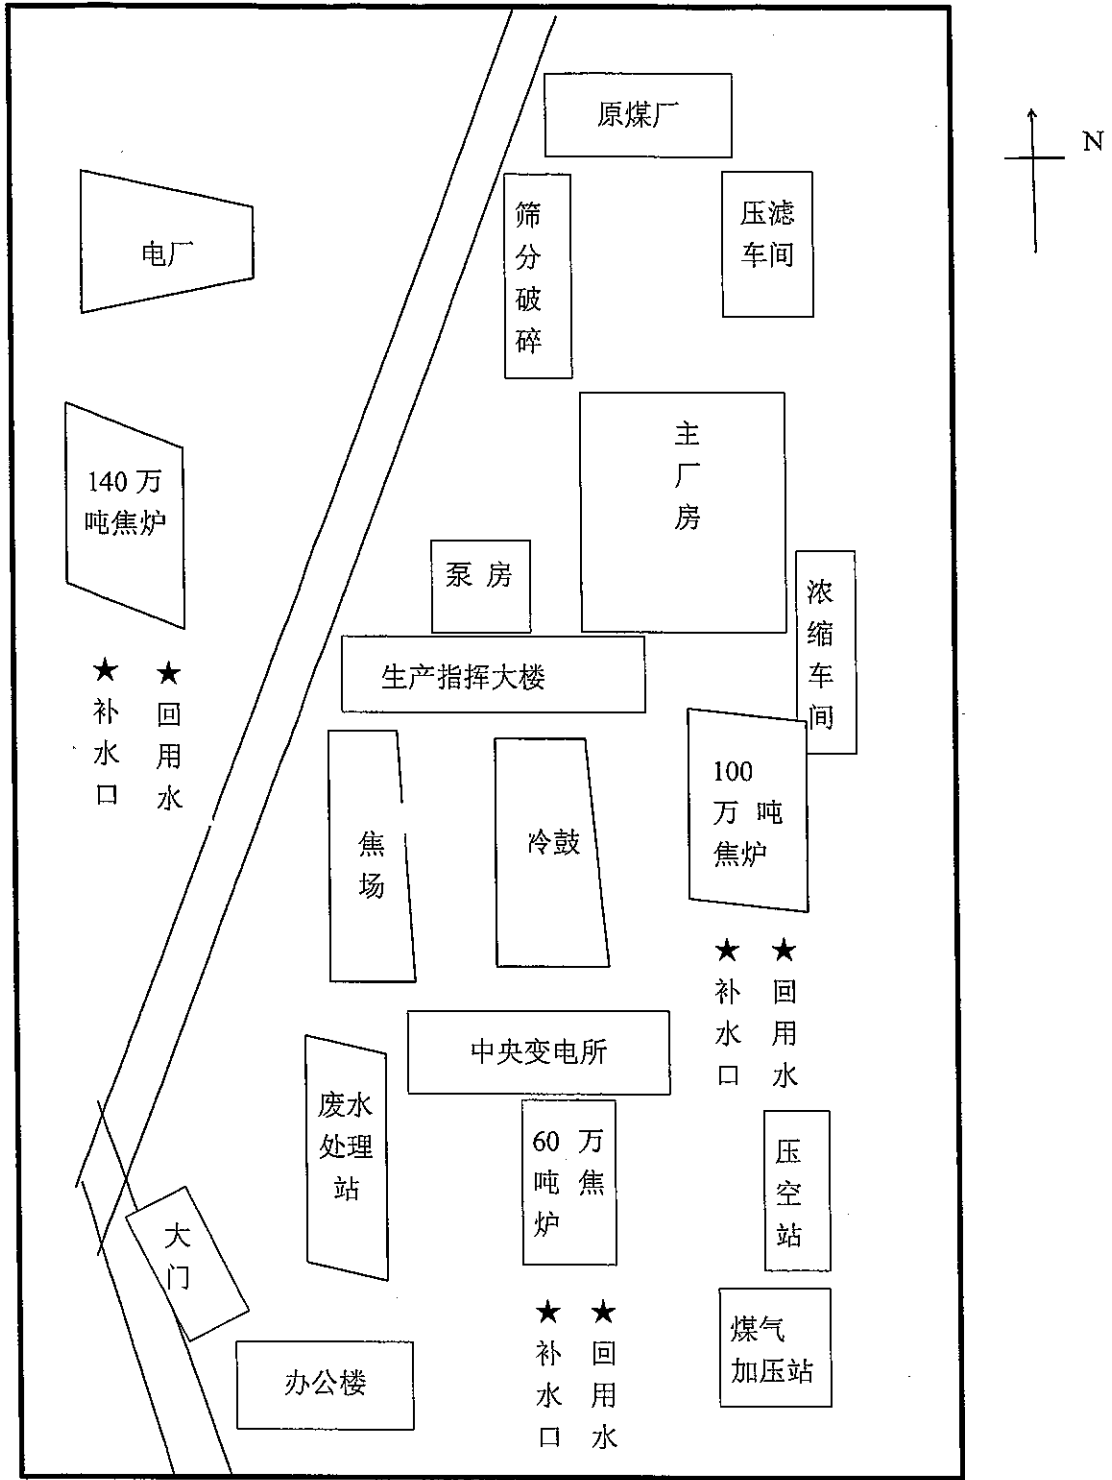 原煤厂
N
筛
分
破
碎
压滤
车间
电厂
主
厂
房
140 万
吨焦炉
泵 房
浓
缩
车
间
生产指挥大楼
★ ★
补
水
口
回
用
水
焦
场
冷鼓
100
万 吨
焦炉
★ ★
补
水
口
回
用
水
中央变电所
废水
处理
站
60 万
吨 焦
炉
压
空
站
大
门
★ ★
补
水
口
回
用
水
煤气
加压站
办公楼